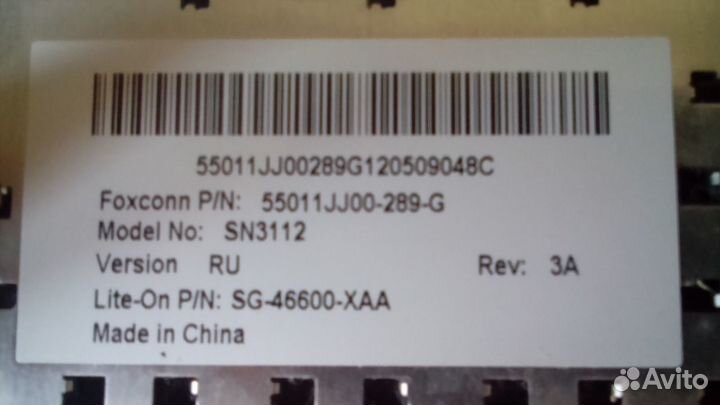 55011JJ00289G120509048C
Foxconn P/N: 55011JJ00-289-G
Model No: SN3112
Version RU Rev: 3A
Lite-On P/N: SG-46600-XAA
Made in China
Avito